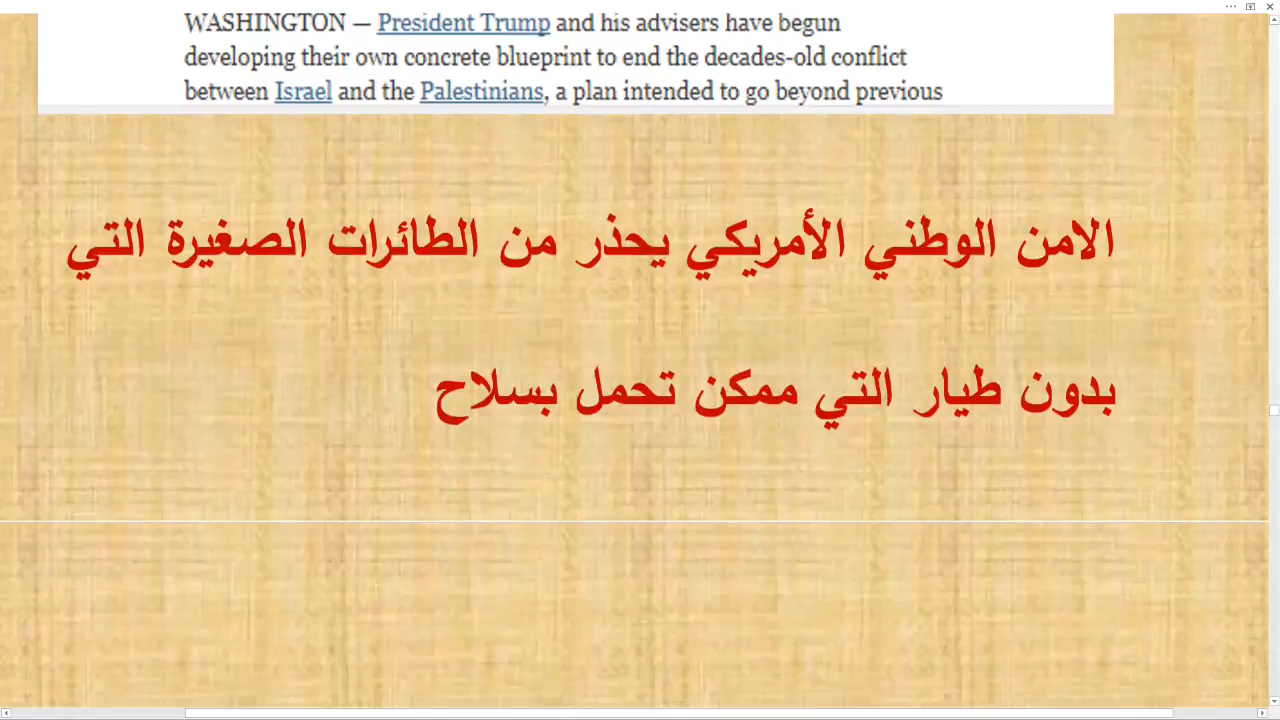 WASHINGTON — President Trump and his advisers have begun
developing their own concrete blueprint to end the decades-old conflict
between Israel and the Palestinians, a plan intended to go beyond previous
الامن الوطني الأمريكي يحذر من الطائرات الصغيرة التي
بدون طيار التي ممكن تحمل بسلاح